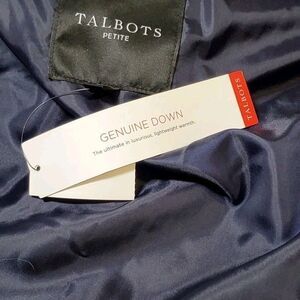 TALBOTS
PETITE
GENUINE DOWN
The ultimate in luxurious, lightweight warmth.
TALBOTS